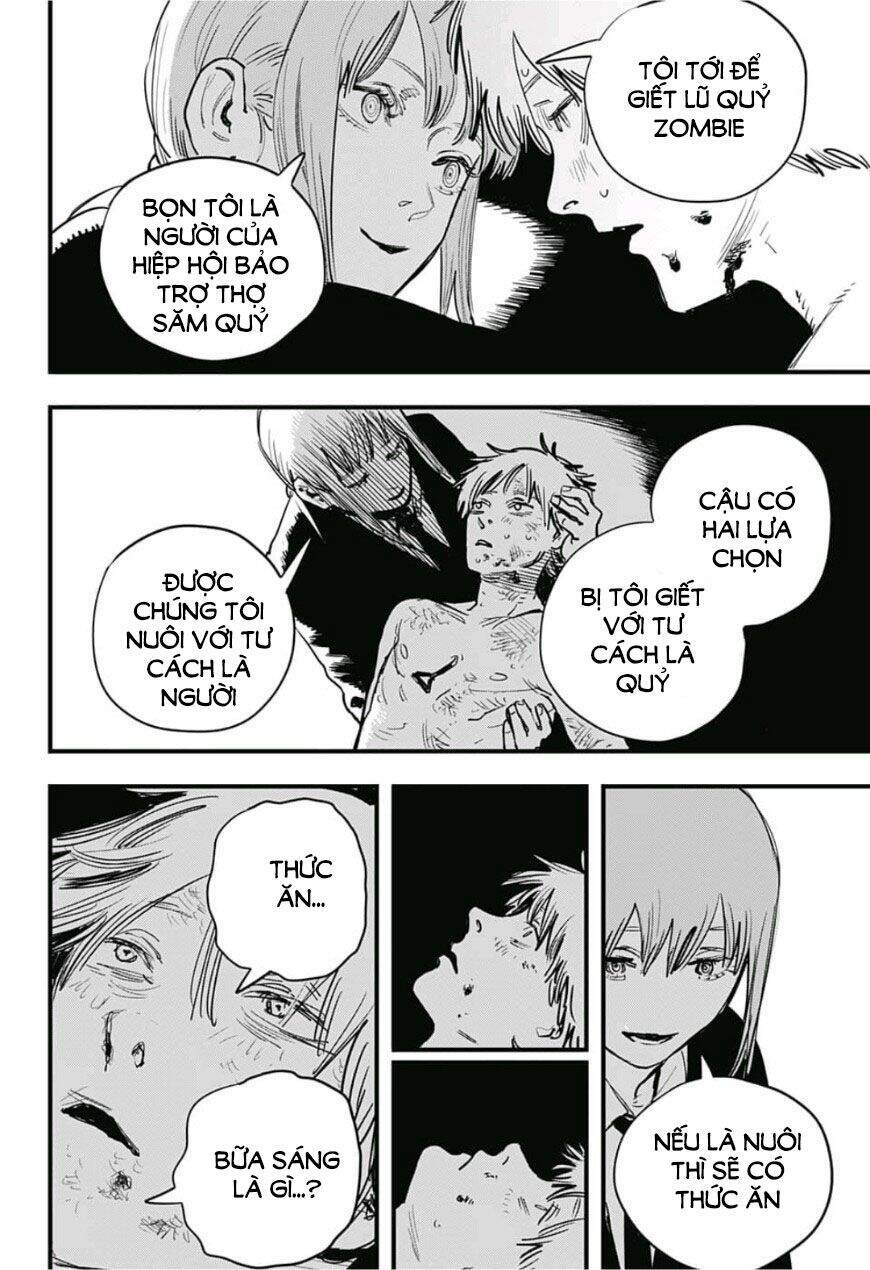 TÔI TỚI ĐỂ
GIẾT LŨ QUỶ
ZOMBIE
BỌN TÔI LÀ
NGƯỜI CỦA
HIỆP HỘI BẢO
TRỢ THỢ
SĂM QUỶ
CẬU CÓ
HAI LỰA
CHỌN
BỊ TÔI GIẾT
VỚI TƯ
CÁCH LÀ
QUỶ
ĐƯỢC
CHÚNG TÔI
NUÔI VỚI TƯ
CÁCH LÀ
NGƯỜI
NẾU LÀ NUÔI
THÌ SẼ CÓ
THỨC ĂN
THỨC
ĂN...
BỮA SÁNG
LÀ GÌ...?